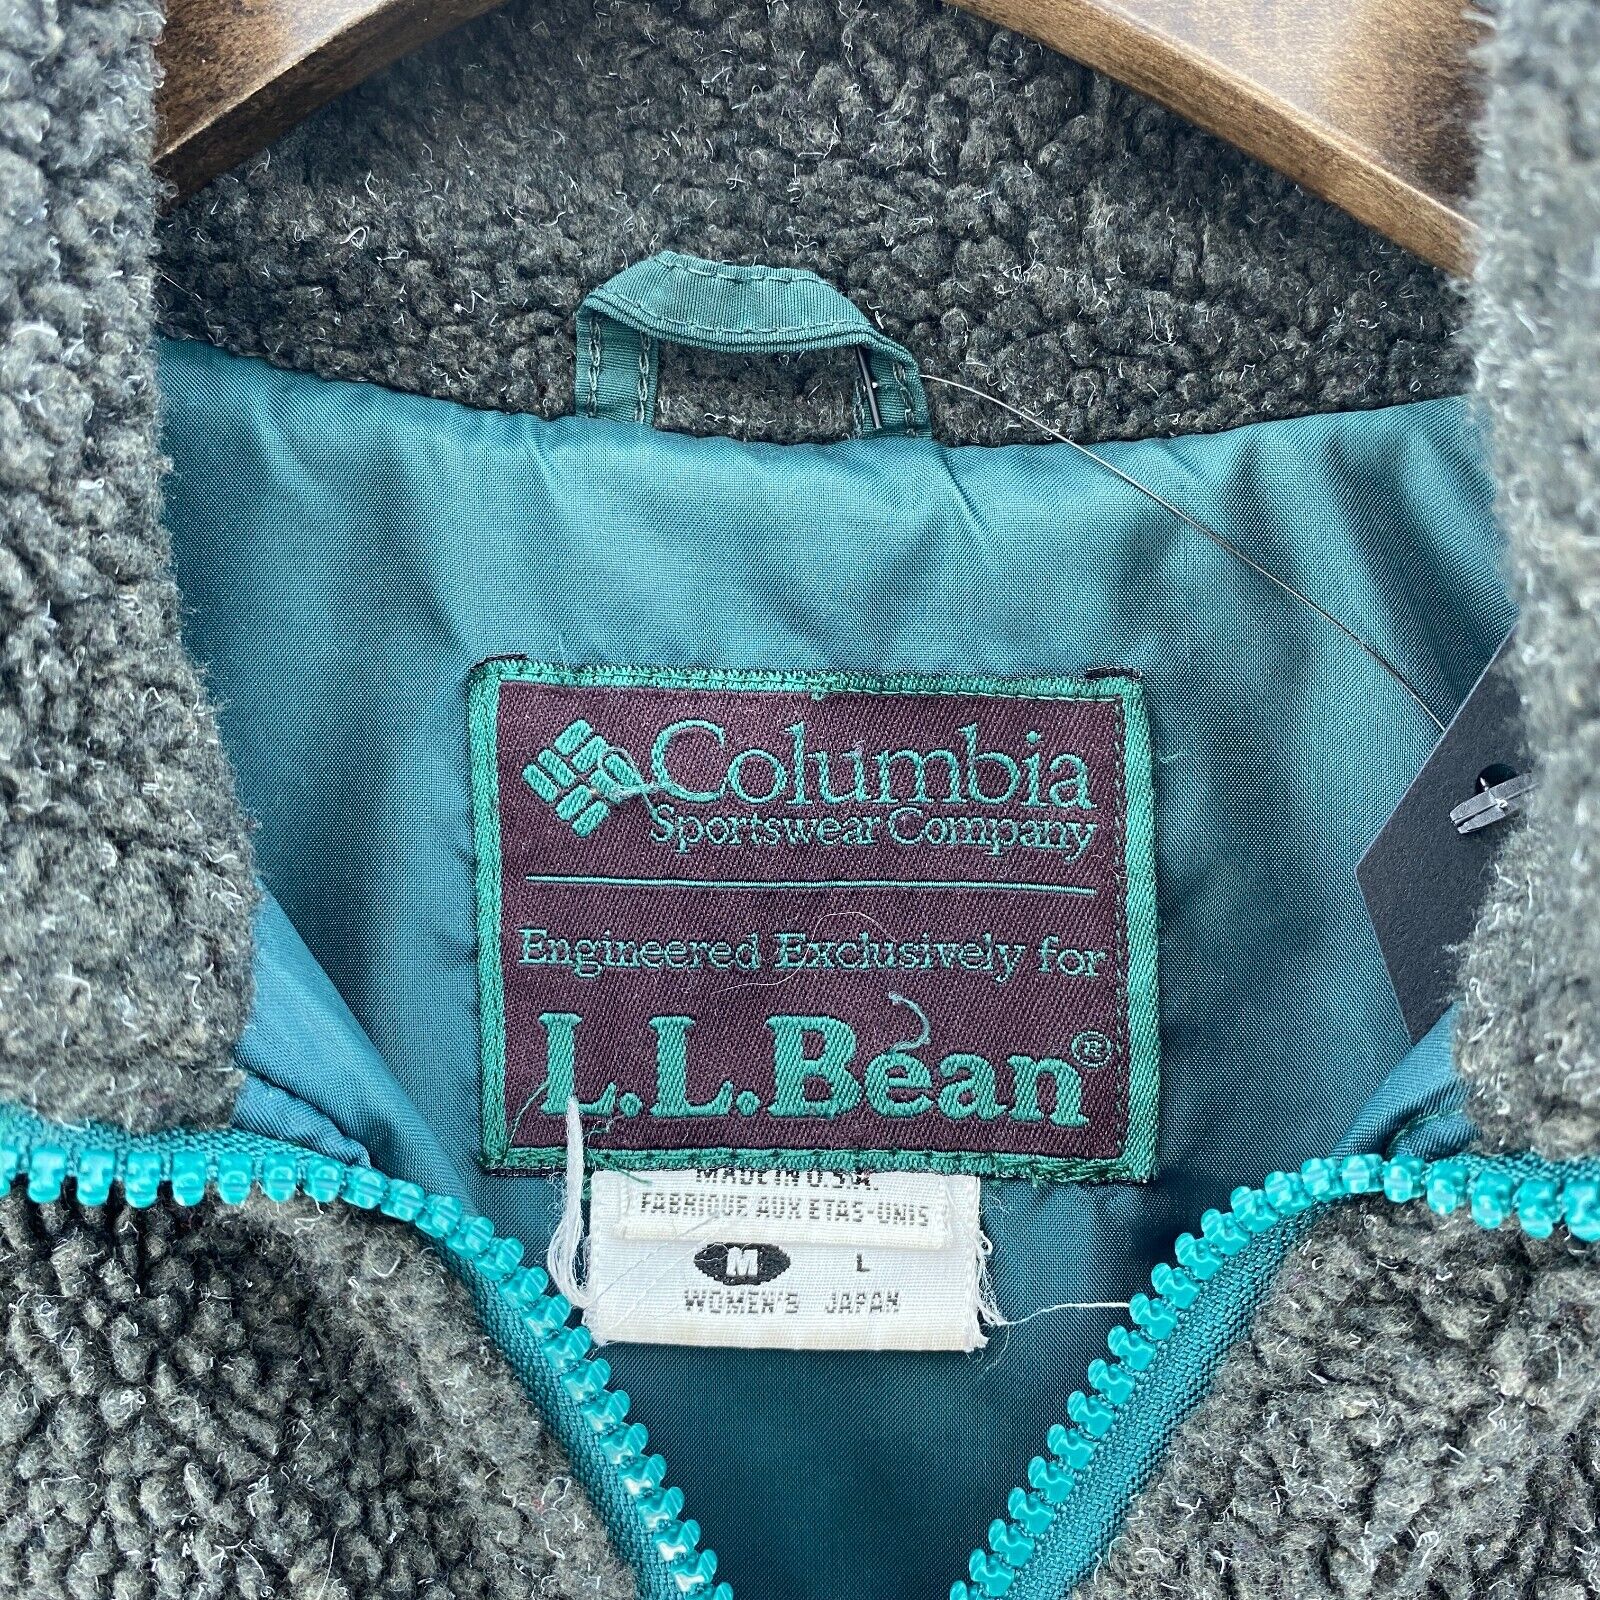 Columbia
Sportswear Company
Engineered Exclusively for
L.L.Bean®
MADE IN U.S.A.
FABRIQUE AUX ETAS-UNIS
M L
WOMEN'S JAPAN